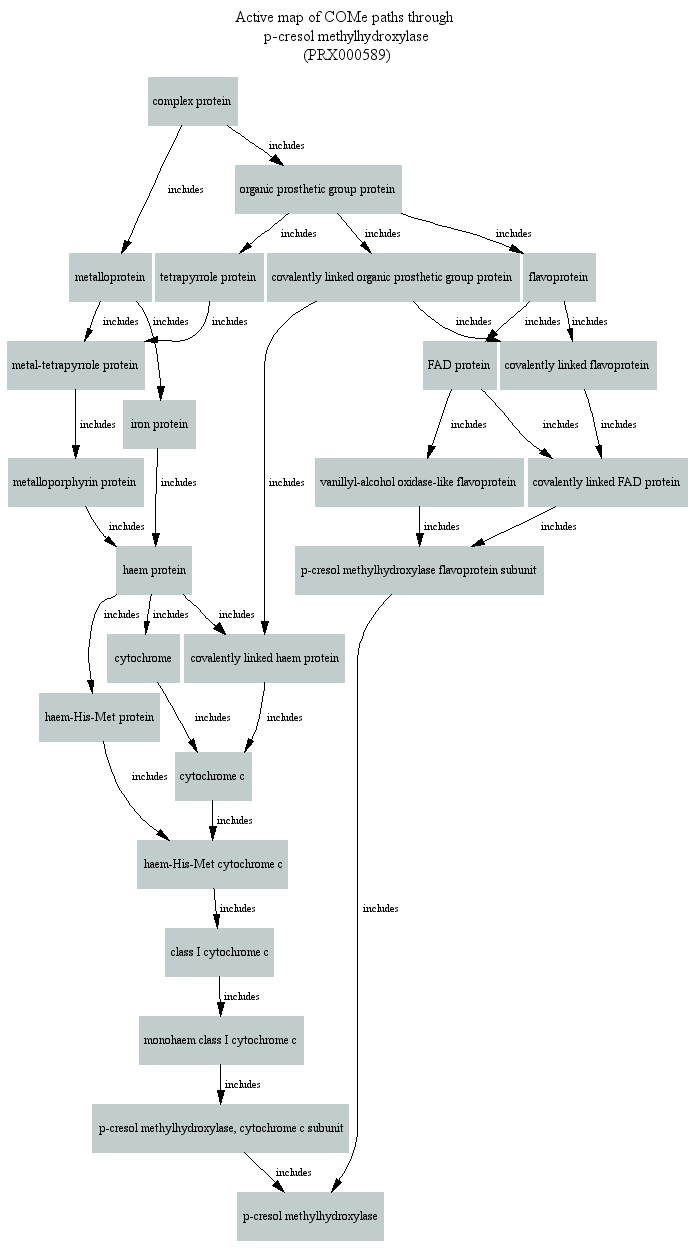 Active map of COMe paths through
p-cresol methylhydroxylase
(PRX000589)
complex protein
includes
organic prosthetic group protein
includes
includes
includes
includes
metalloprotein
tetrapyrrole protein
covalently linked organic prosthetic group protein
flavoprotein
includes
includes
includes
includes
includes
includes
metal-tetrapyrrole protein
FAD protein
covalently linked flavoprotein
iron protein
includes
includes
includes
metalloporphyrin protein
includes
includes
vanillyl-alcohol oxidase-like flavoprotein
covalently linked FAD protein
includes
includes
includes
haem protein
p-cresol methylhydroxylase flavoprotein subunit
includes
includes
includes
cytochrome
covalently linked haem protein
haem-His-Met protein
includes
includes
includes
cytochrome c
includes
haem-His-Met cytochrome c
includes
includes
class I cytochrome c
includes
monohaem class I cytochrome c
includes
p-cresol methylhydroxylase, cytochrome c subunit
includes
p-cresol methylhydroxylase